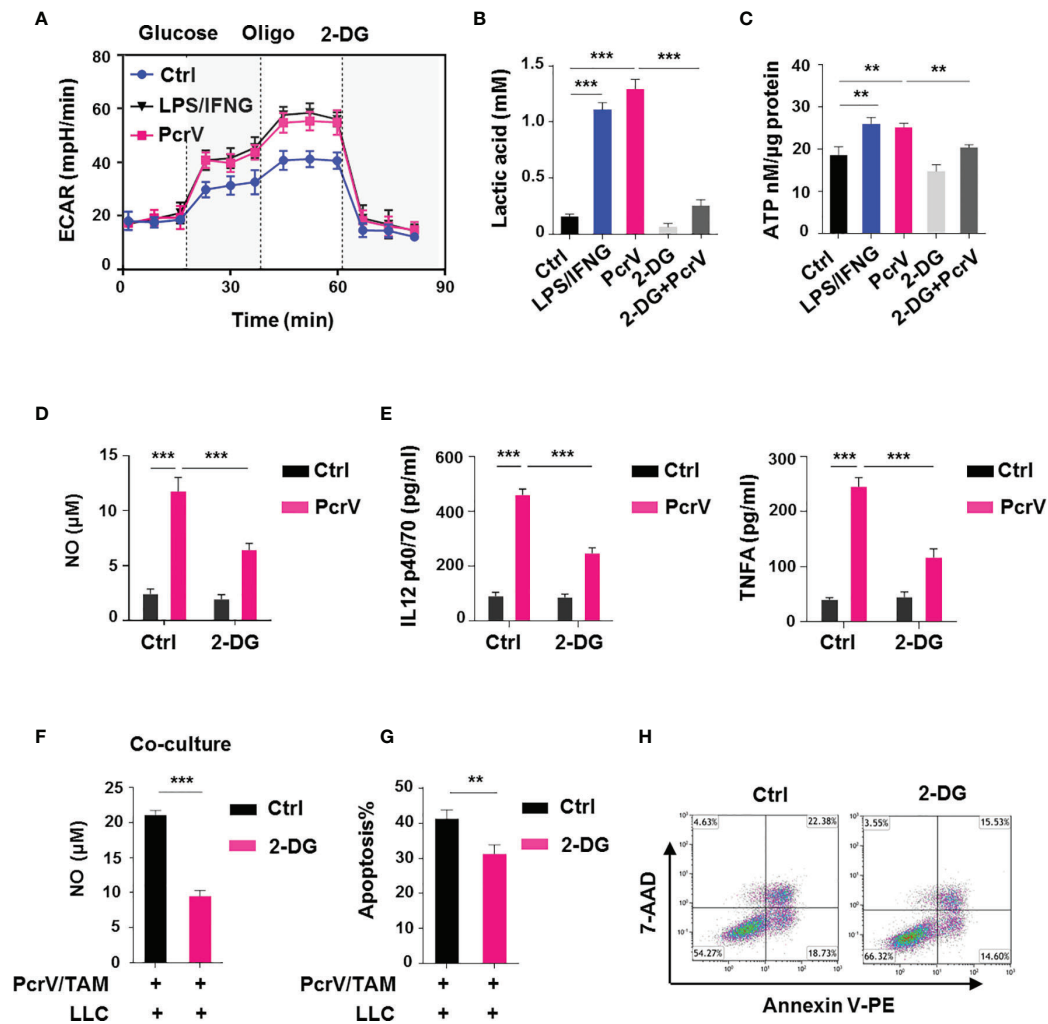 A
Glucose Oligo 2-DG
ECAR (mpH/min)
80
60
40
20
0
Ctrl
LPS/IFNG
PcrV
0 30 60 90
Time (min)
B
Lactic acid (mM)
1.5
1.0
0.5
0
***
*** ***
Ctrl
LPS/IFNG
PcrV
2-DG
2-DG+PcrV
C
ATP nM/µg protein
40
30
20
10
0
** **
**
Ctrl
LPS/IFNG
PcrV
2-DG
2-DG+PcrV
D
NO (µM)
15
10
5
0
*** ***
Ctrl
PcrV
Ctrl 2-DG
E
IL12 p40/70 (pg/ml)
600
400
200
0
*** ***
Ctrl
PcrV
Ctrl 2-DG
TNFA (pg/ml)
300
200
100
0
*** ***
Ctrl
PcrV
Ctrl 2-DG
F
Co-culture
NO (µM)
25
20
15
10
5
0
***
Ctrl
2-DG
PcrV/TAM + +
LLC + +
G
Apoptosis%
50
40
30
20
10
0
**
Ctrl
2-DG
PcrV/TAM + +
LLC + +
H
Ctrl 2-DG
7-AAD
4.63% 22.38%
54.27% 18.73%
3.55% 15.53%
66.32% 14.60%
Annexin V-PE